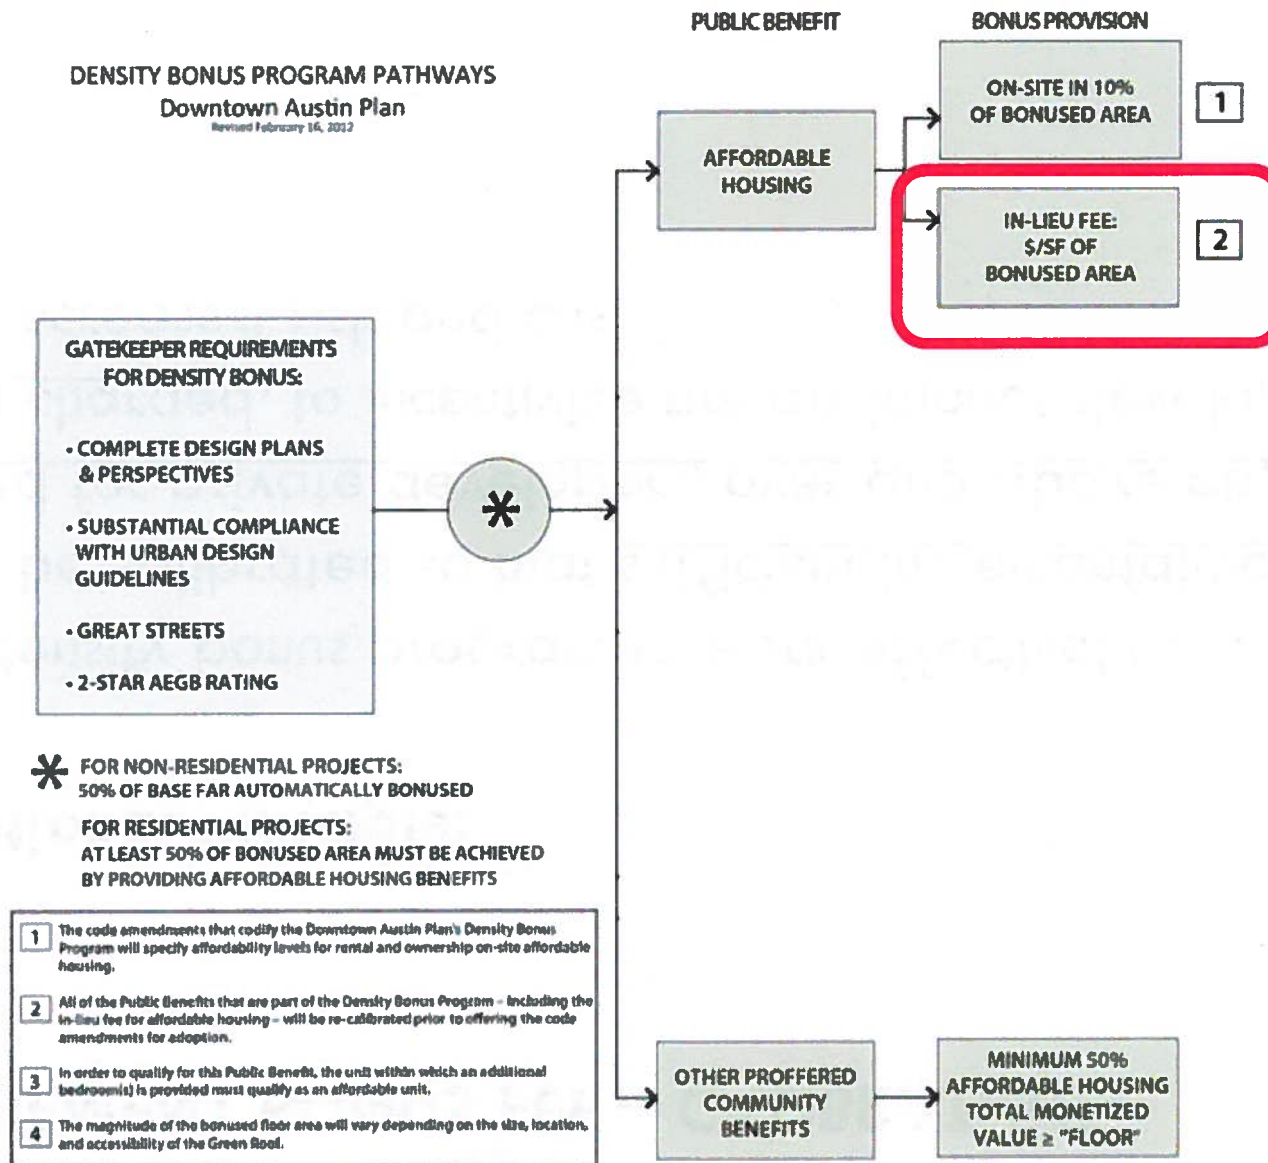 DENSITY BONUS PROGRAM PATHWAYS
Downtown Austin Plan
Revised February 16, 2012
PUBLIC BENEFIT
BONUS PROVISION
AFFORDABLE
HOUSING
ON-SITE IN 10%
OF BONUSED AREA
1
IN-LIEU FEE:
$/SF OF
BONUSED AREA
2
GATEKEEPER REQUIREMENTS
FOR DENSITY BONUS:
• COMPLETE DESIGN PLANS
& PERSPECTIVES
• SUBSTANTIAL COMPLIANCE
WITH URBAN DESIGN
GUIDELINES
• GREAT STREETS
• 2-STAR AEGB RATING
*
* FOR NON-RESIDENTIAL PROJECTS:
50% OF BASE FAR AUTOMATICALLY BONUSED
FOR RESIDENTIAL PROJECTS:
AT LEAST 50% OF BONUSED AREA MUST BE ACHIEVED
BY PROVIDING AFFORDABLE HOUSING BENEFITS
1 The code amendments that codify the Downtown Austin Plan's Density Bonus
Program will specify affordability levels for rental and ownership on-site affordable
housing.
2 All of the Public Benefits that are part of the Density Bonus Program - including the
in-lieu fee for affordable housing - will be re-calibrated prior to offering the code
amendments for adoption.
3 In order to qualify for this Public Benefit, the unit within which an additional
bedroom(s) is provided must qualify as an affordable unit.
4 The magnitude of the bonused floor area will vary depending on the size, location,
and accessibility of the Green Roof.
OTHER PROFFERED
COMMUNITY
BENEFITS
MINIMUM 50%
AFFORDABLE HOUSING
TOTAL MONETIZED
VALUE ≥ "FLOOR"